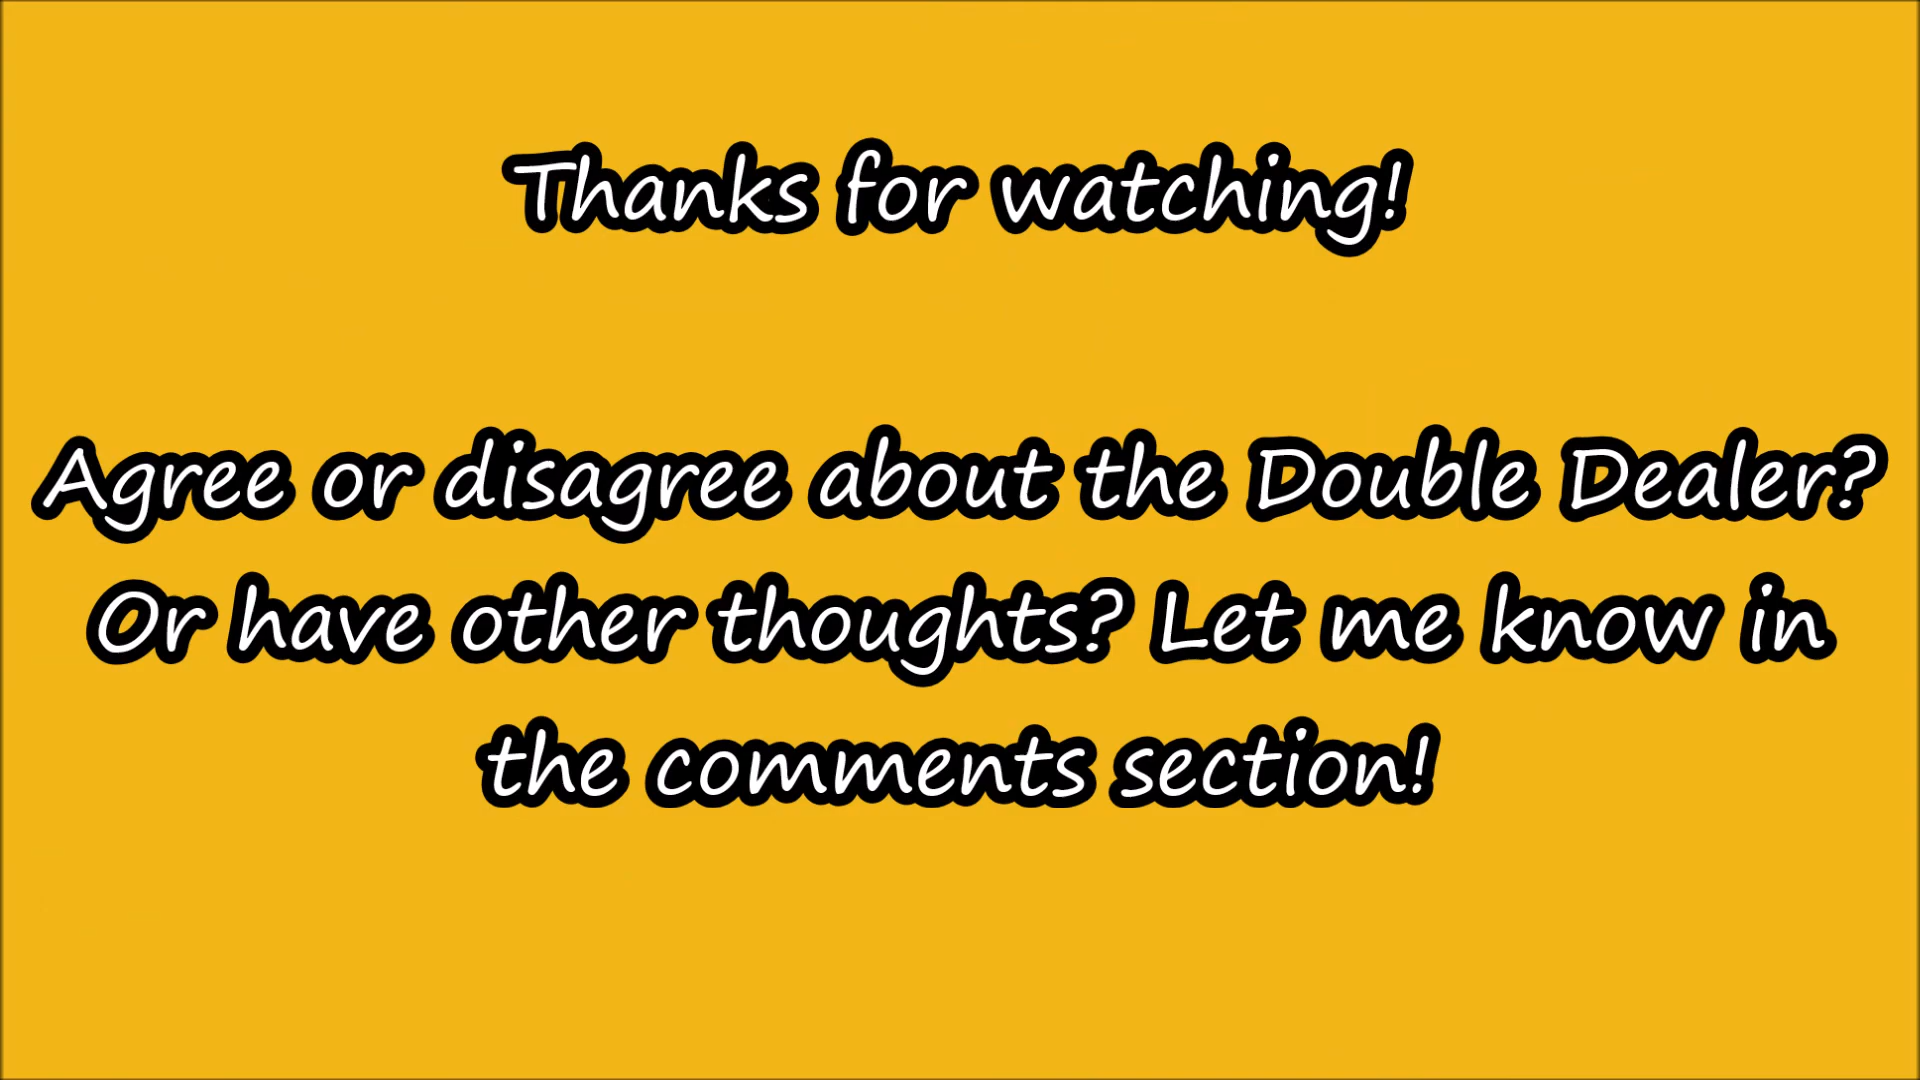 Thanks for watching!
Agree or disagree about the Double Dealer?
Or have other thoughts? Let me know in
the comments section!